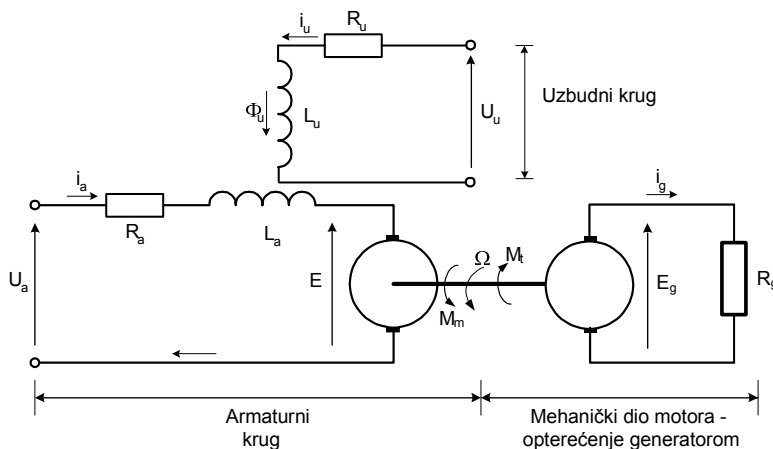 i_u
R_u
Φ_u
L_u
U_u
Uzbudni krug
i_a
R_a
L_a
i_g
U_a
E
Ω
M_t
M_m
E_g
R_g
Armaturni
krug
Mehanički dio motora -
opterećenje generatorom